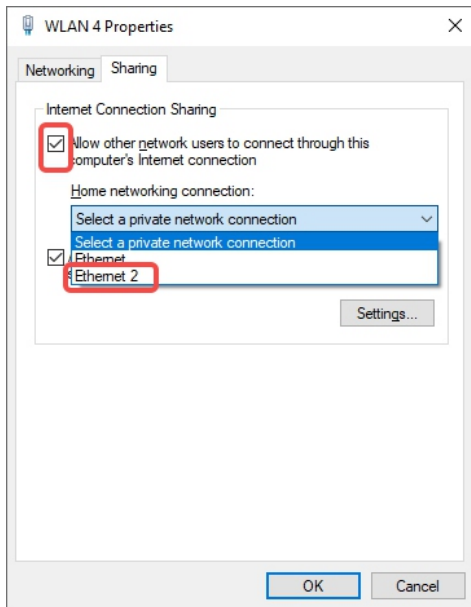 WLAN 4 Properties
Networking
Sharing
Internet Connection Sharing
Allow other network users to connect through this
computer's Internet connection
Home networking connection:
Select a private network connection
Select a private network connection
Ethernet
Ethernet 2
Settings...
OK
Cancel